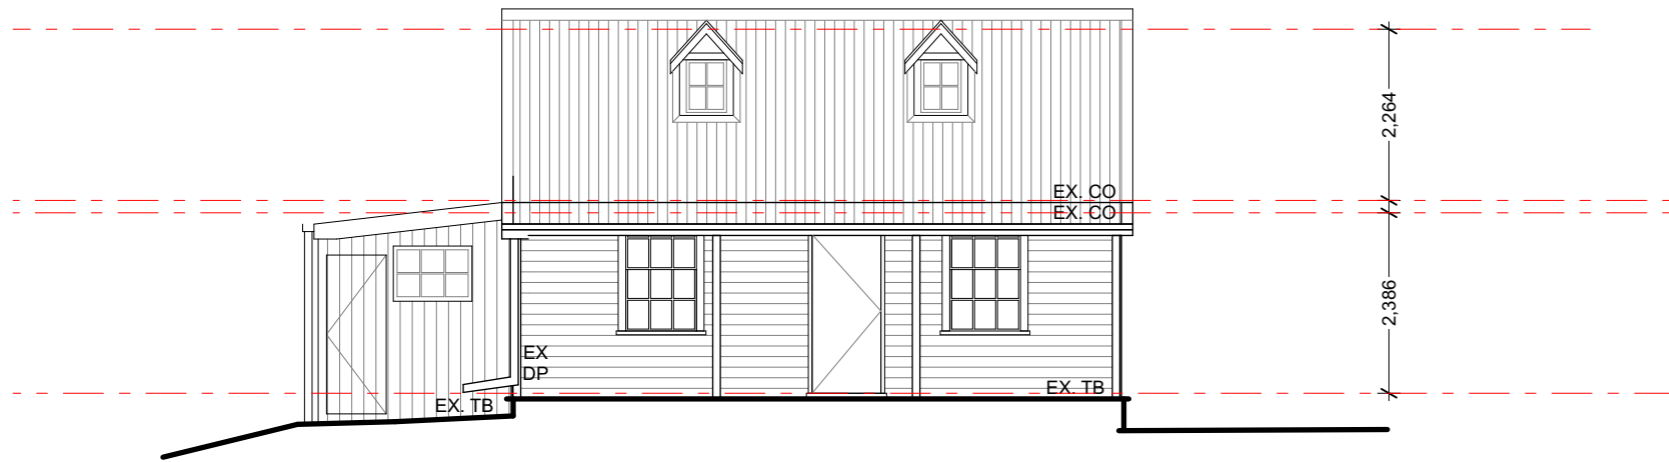 2,264
EX. CO
EX. CO
2,386
EX
DP
EX. TB
EX. TB